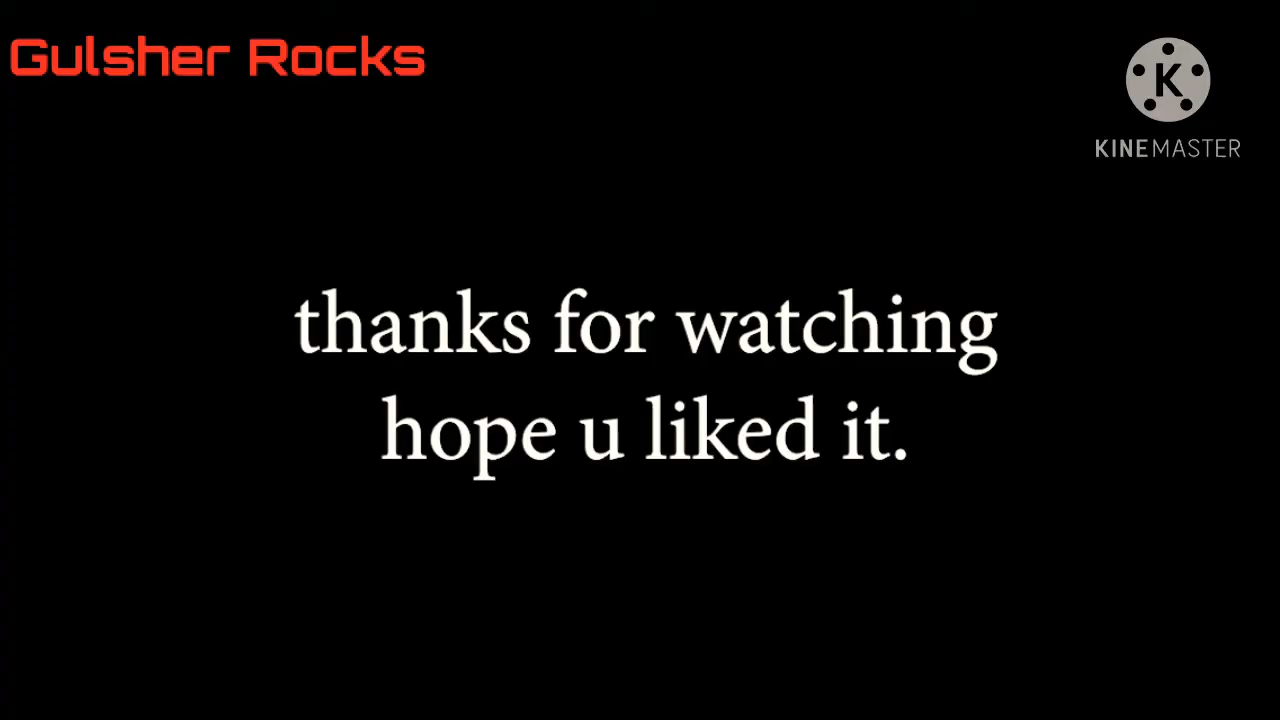 Gulsher Rocks
K
KINEMASTER
thanks for watching
hope u liked it.